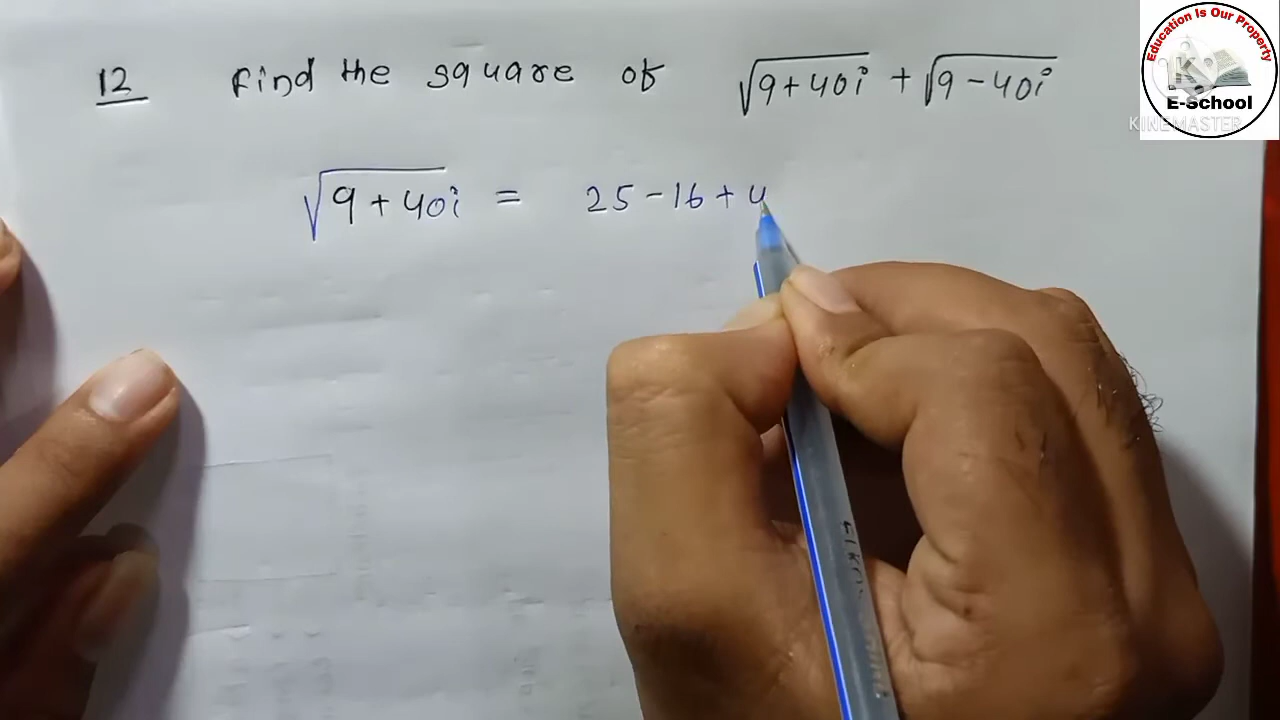 Education Is Our Property
K
E-School
KINEMASTER
12 Find the square of √9+40i + √9-40i
√9+40i = 25-16+4